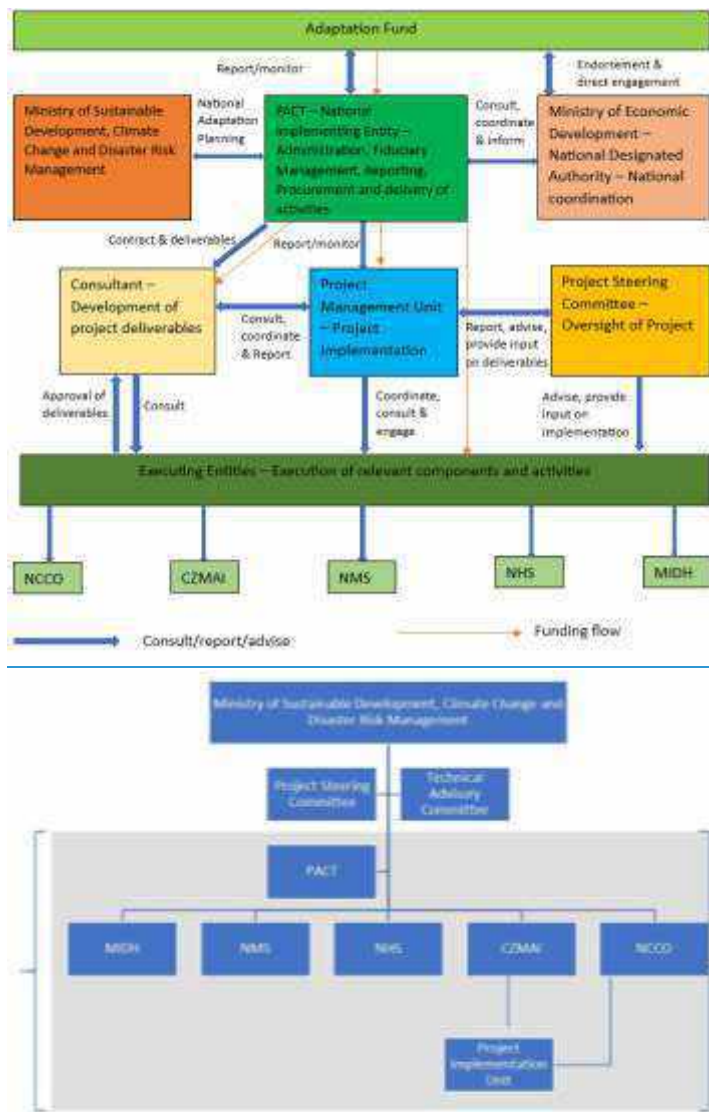 Adaptation Fund
Report/monitor
Endorsement &
direct engagement
Ministry of Sustainable
Development, Climate
Change and Disaster Risk
Management
National
Adaptation
Planning
PACT – National
Implementing Entity –
Administration, Fiduciary
Management, Reporting,
Procurement and delivery of
activities
Consult,
coordinate
& inform
Ministry of Economic
Development –
National Designated
Authority – National
coordination
Contract & deliverables
Report/monitor
Consultant –
Development of
project deliverables
Consult,
coordinate
& Report
Project
Management Unit
– Project
Implementation
Report, advise,
provide input
on deliverables
Project Steering
Committee –
Oversight of Project
Approval of
deliverables
Consult
Coordinate,
consult &
engage
Advise, provide
input on
implementation
Executing Entities – Execution of relevant components and activities
NCCO
CZMAI
NMS
NHS
MIDH
Consult/report/advise
Funding flow
Ministry of Sustainable Development, Climate Change and
Disaster Risk Management
Project Steering
Committee
Technical
Advisory
Committee
PACT
MIDH
NMS
NHS
CZMAI
NCCO
Project
Implementation
Unit